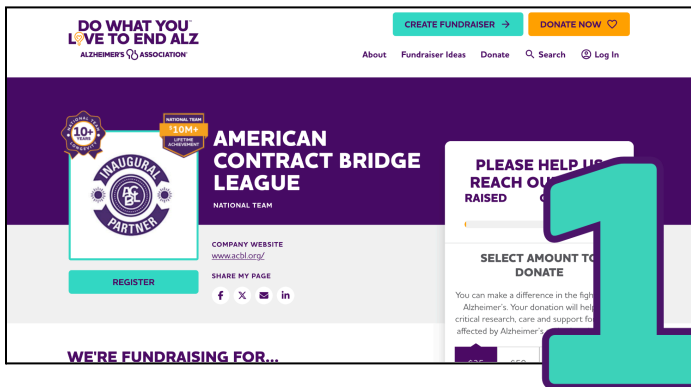 DO WHAT YOU
LOVE TO END ALZ
ALZHEIMER'S ASSOCIATION
CREATE FUNDRAISER →
DONATE NOW
About Fundraiser Ideas Donate Search Log In
NATIONAL TEAM
10+
YEARS
LONGEVITY
NATIONAL TEAM
$10M+
LIFETIME
ACHIEVEMENT
INAUGURAL
ACBL
PARTNER
AMERICAN
CONTRACT BRIDGE
LEAGUE
NATIONAL TEAM
COMPANY WEBSITE
www.acbl.org/
SHARE MY PAGE
REGISTER
WE'RE FUNDRAISING FOR...
PLEASE HELP US
REACH OU
RAISED
SELECT AMOUNT TO
DONATE
You can make a difference in the figh
Alzheimer's. Your donation will help
critical research, care and support fo
affected by Alzheimer's
1